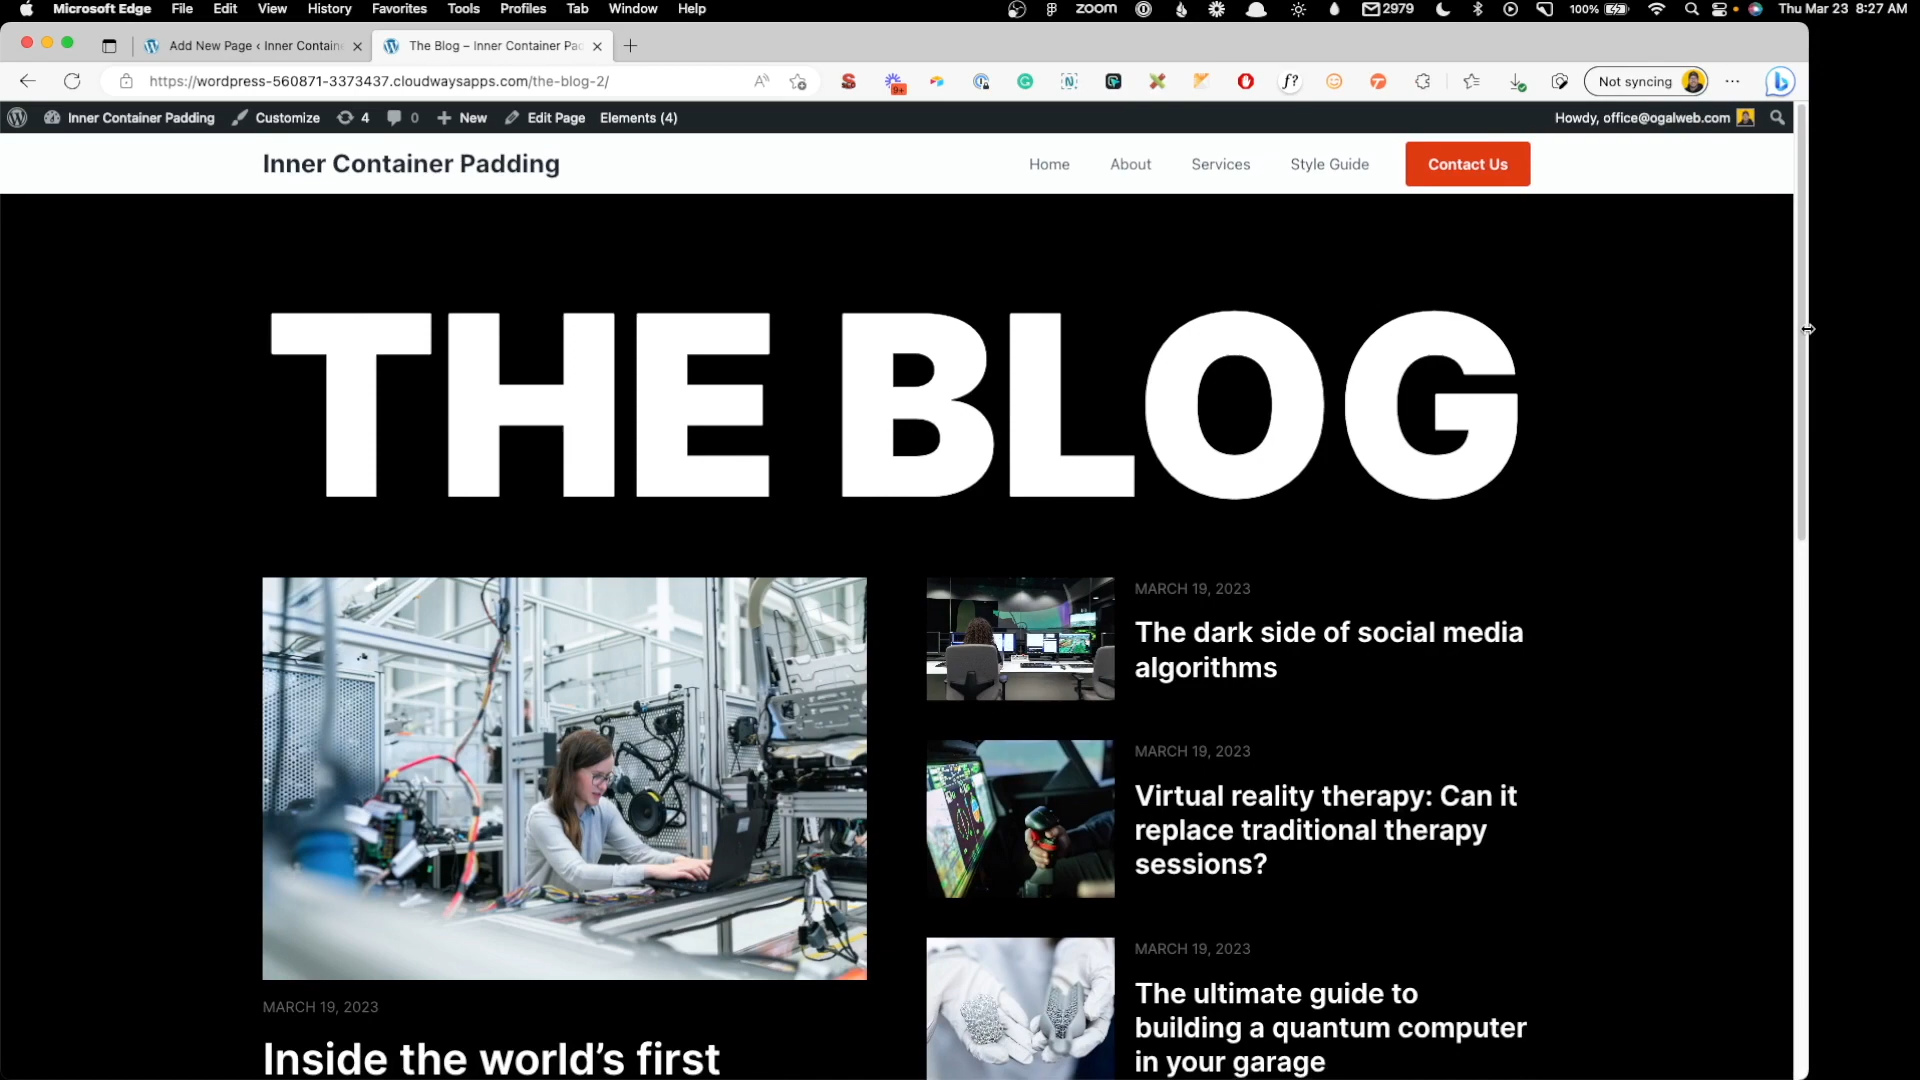 Microsoft Edge File Edit View History Favorites Tools Profiles Tab Window Help zoom 2979 100% Thu Mar 23 8:27 AM
Add New Page ‹ Inner Contain The Blog – Inner Container Pad
https://wordpress-560871-3373437.cloudwaysapps.com/the-blog-2/ 9+ f? Not syncing
Inner Container Padding Customize 4 0 New Edit Page Elements (4) Howdy, office@ogalweb.com
Inner Container Padding Home About Services Style Guide Contact Us
THE BLOG
MARCH 19, 2023
The dark side of social media
algorithms
MARCH 19, 2023
Virtual reality therapy: Can it
replace traditional therapy
sessions?
MARCH 19, 2023
The ultimate guide to
building a quantum computer
in your garage
MARCH 19, 2023
Inside the world’s first